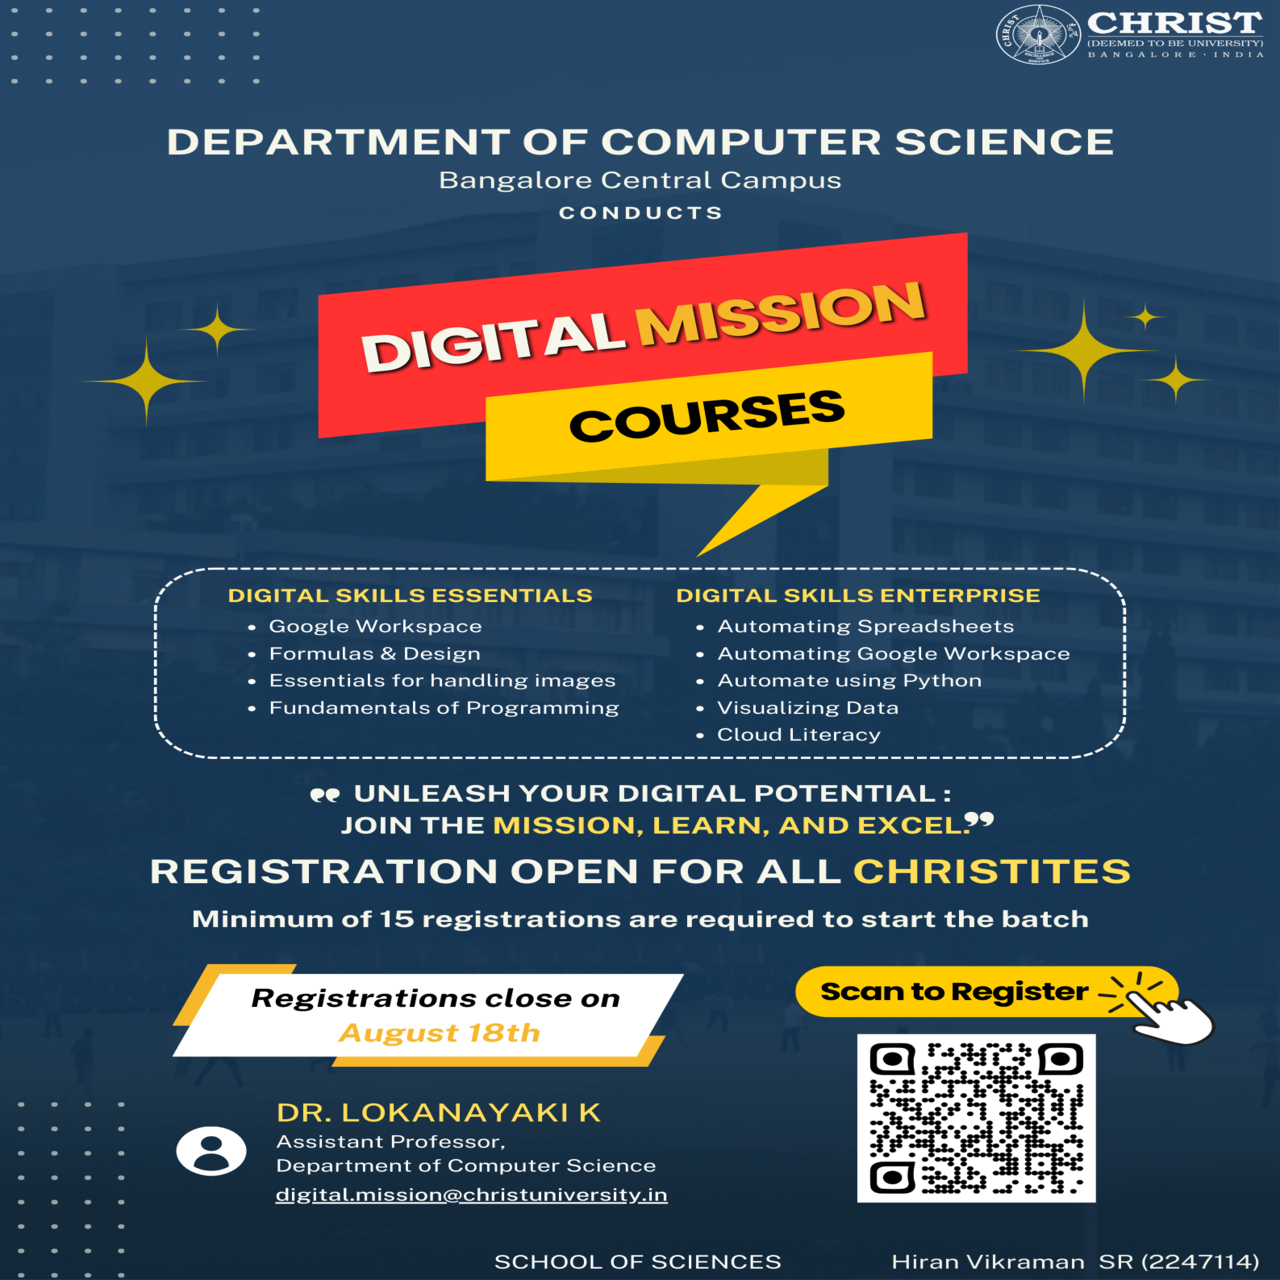 CHRIST
(DEEMED TO BE UNIVERSITY)
BANGALORE · INDIA
DEPARTMENT OF COMPUTER SCIENCE
Bangalore Central Campus
CONDUCTS
DIGITAL MISSION
COURSES
DIGITAL SKILLS ESSENTIALS
• Google Workspace
• Formulas & Design
• Essentials for handling images
• Fundamentals of Programming
DIGITAL SKILLS ENTERPRISE
• Automating Spreadsheets
• Automating Google Workspace
• Automate using Python
• Visualizing Data
• Cloud Literacy
❝ UNLEASH YOUR DIGITAL POTENTIAL :
JOIN THE MISSION, LEARN, AND EXCEL.❞
REGISTRATION OPEN FOR ALL CHRISTITES
Minimum of 15 registrations are required to start the batch
Registrations close on
August 18th
Scan to Register
DR. LOKANAYAKI K
Assistant Professor,
Department of Computer Science
digital.mission@christuniversity.in
SCHOOL OF SCIENCES
Hiran Vikraman SR (2247114)